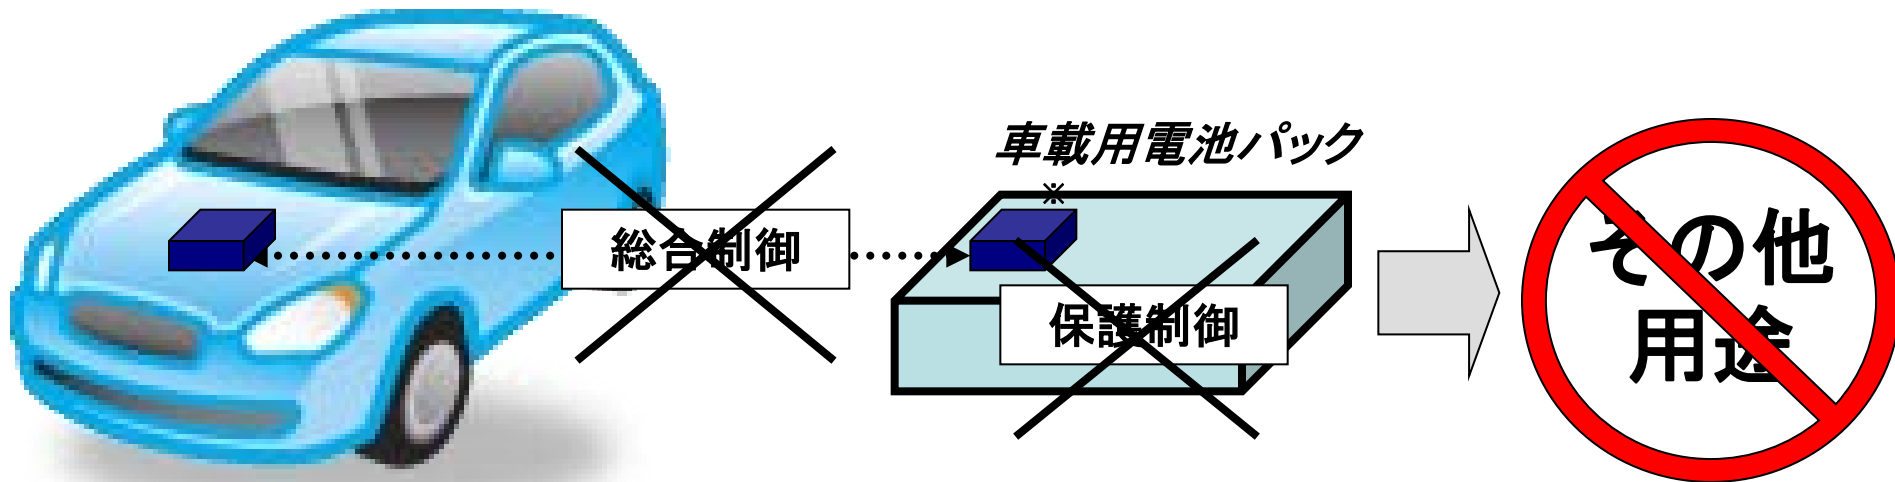 車載用電池パック
※
総合制御
保護制御
その他
用途